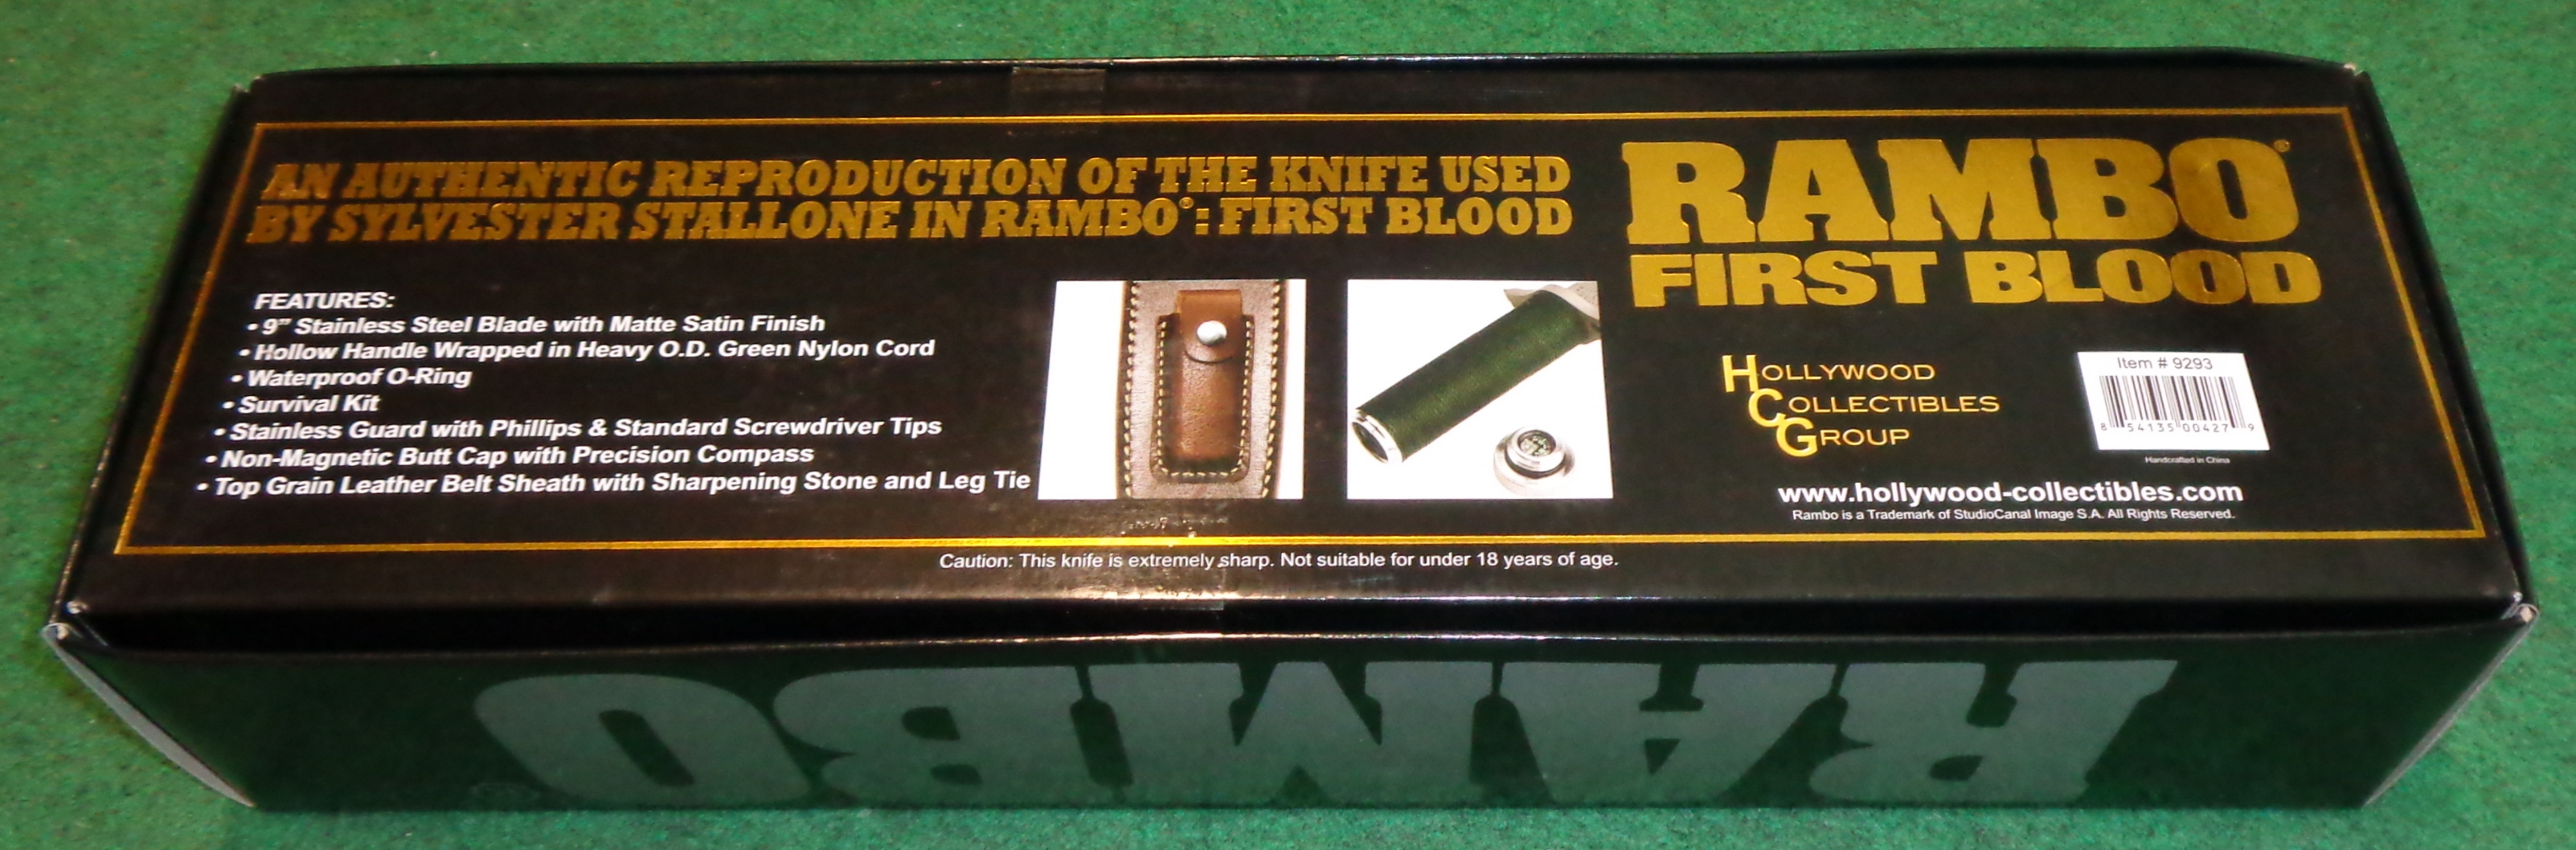 AN AUTHENTIC REPRODUCTION OF THE KNIFE USED
BY SYLVESTER STALLONE IN RAMBO®: FIRST BLOOD
FEATURES:
• 9" Stainless Steel Blade with Matte Satin Finish
• Hollow Handle Wrapped in Heavy O.D. Green Nylon Cord
• Waterproof O-Ring
• Survival Kit
• Stainless Guard with Phillips & Standard Screwdriver Tips
• Non-Magnetic Butt Cap with Precision Compass
• Top Grain Leather Belt Sheath with Sharpening Stone and Leg Tie
RAMBO®
FIRST BLOOD
HOLLYWOOD
COLLECTIBLES
GROUP
Item # 9293
8 54135 00427 9
Handcrafted in China
www.hollywood-collectibles.com
Rambo is a Trademark of StudioCanal Image S.A. All Rights Reserved.
Caution: This knife is extremely sharp. Not suitable for under 18 years of age.
RAMBO®